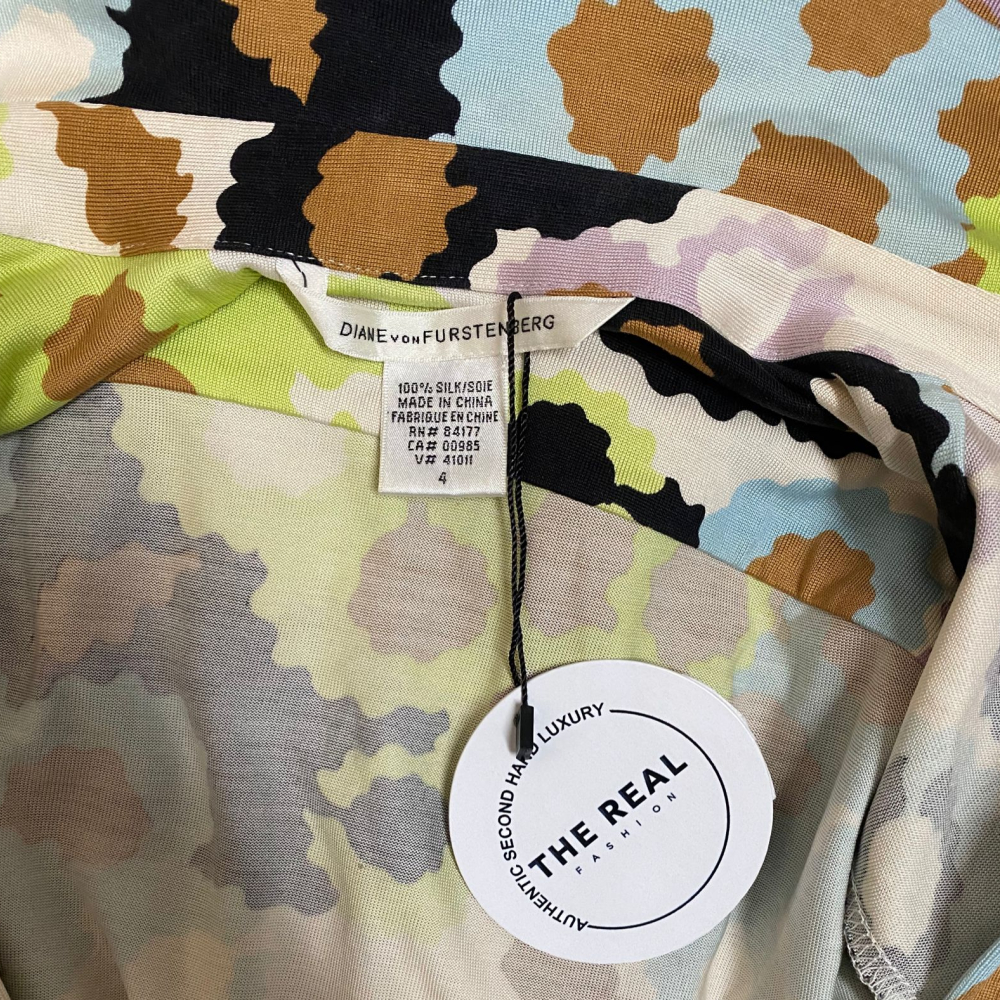 DIANE VON FURSTENBERG
100% SILK/SOIE
MADE IN CHINA
FABRIQUE EN CHINE
RN# 84177
CA# 00985
V# 41011
4
AUTHENTIC SECOND HAND LUXURY
THE REAL
FASHION